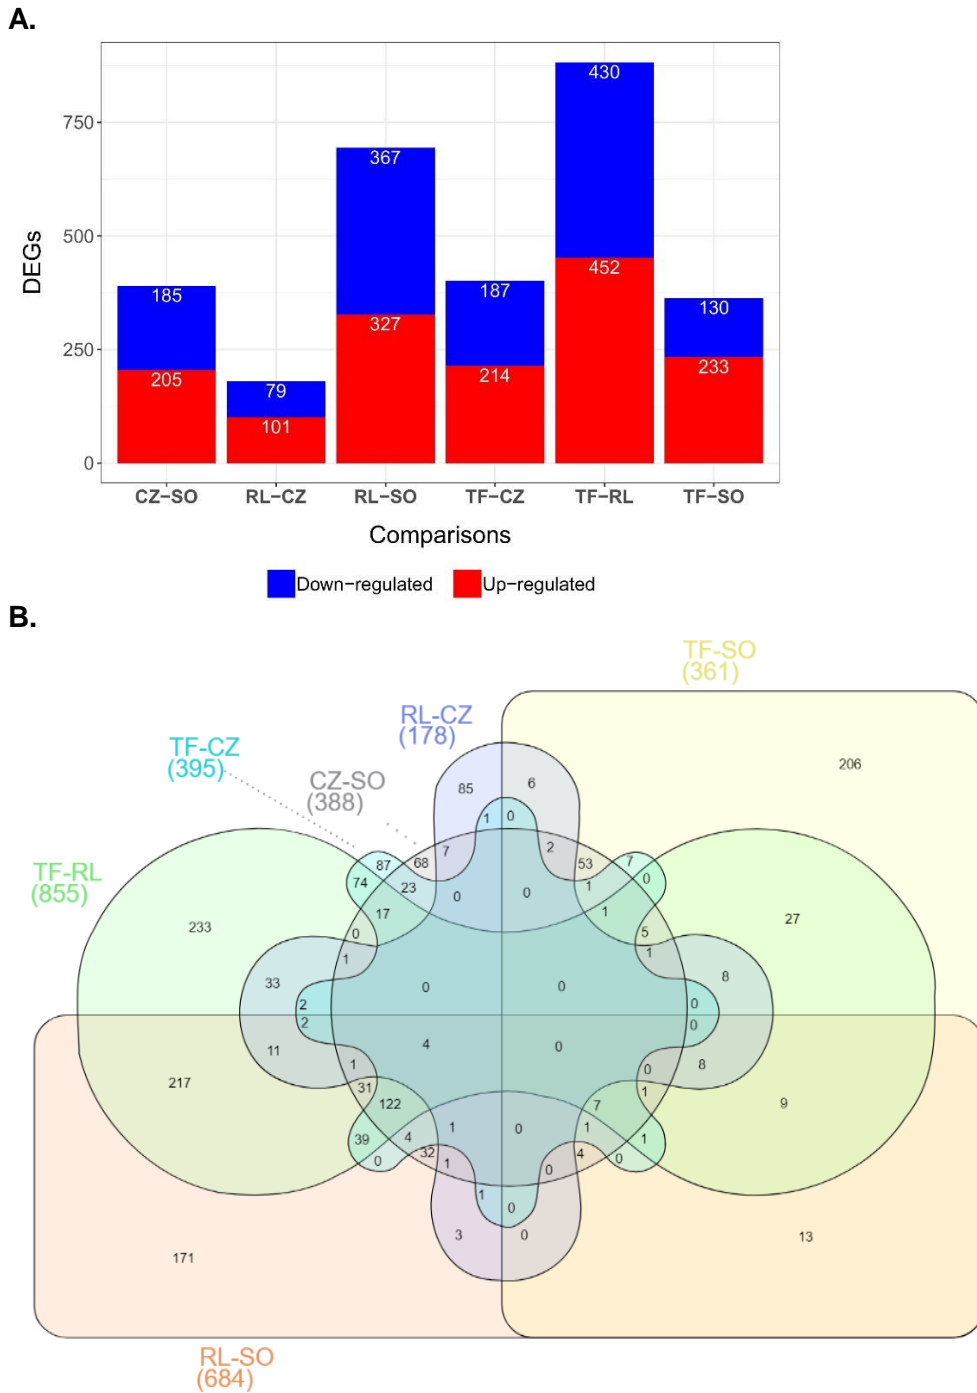 A.
DEGs
750
500
250
0
185
205
79
101
367
327
187
214
430
452
130
233
CZ−SO RL−CZ RL−SO TF−CZ TF−RL TF−SO
Comparisons
Down−regulated Up−regulated
B.
TF-SO
(361)
RL-CZ
(178)
TF-CZ
(395)
CZ-SO
(388)
TF-RL
(855)
206
85 6
1 0
7 2
87 68 53 7
74 23 1 0
0 0
17 1
233 27
0 5
1 1
33 8
2 0
0 0
2 0
4 0
11 8
1 0
217 31 1 9
122 7
39 4 1 0 1 1
0 32 1 0 4 0
1 0
3 0
171 13
RL-SO
(684)